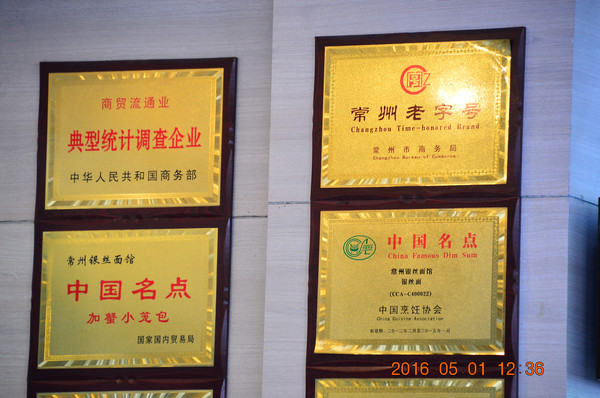 商贸流通业
典型统计调查企业
中华人民共和国商务部
常州银丝面馆
中国名点
加蟹小笼包
国家国内贸易局
常州老字号
Changzhou Time-honored Brand
常州市商务局
Changzhou Bureau of Commerce
中国名点
China Famous Dim Sum
常州银丝面馆
银丝面
(CCA-C400022)
中国烹饪协会
China Cuisine Association
2016 05 01 12:36